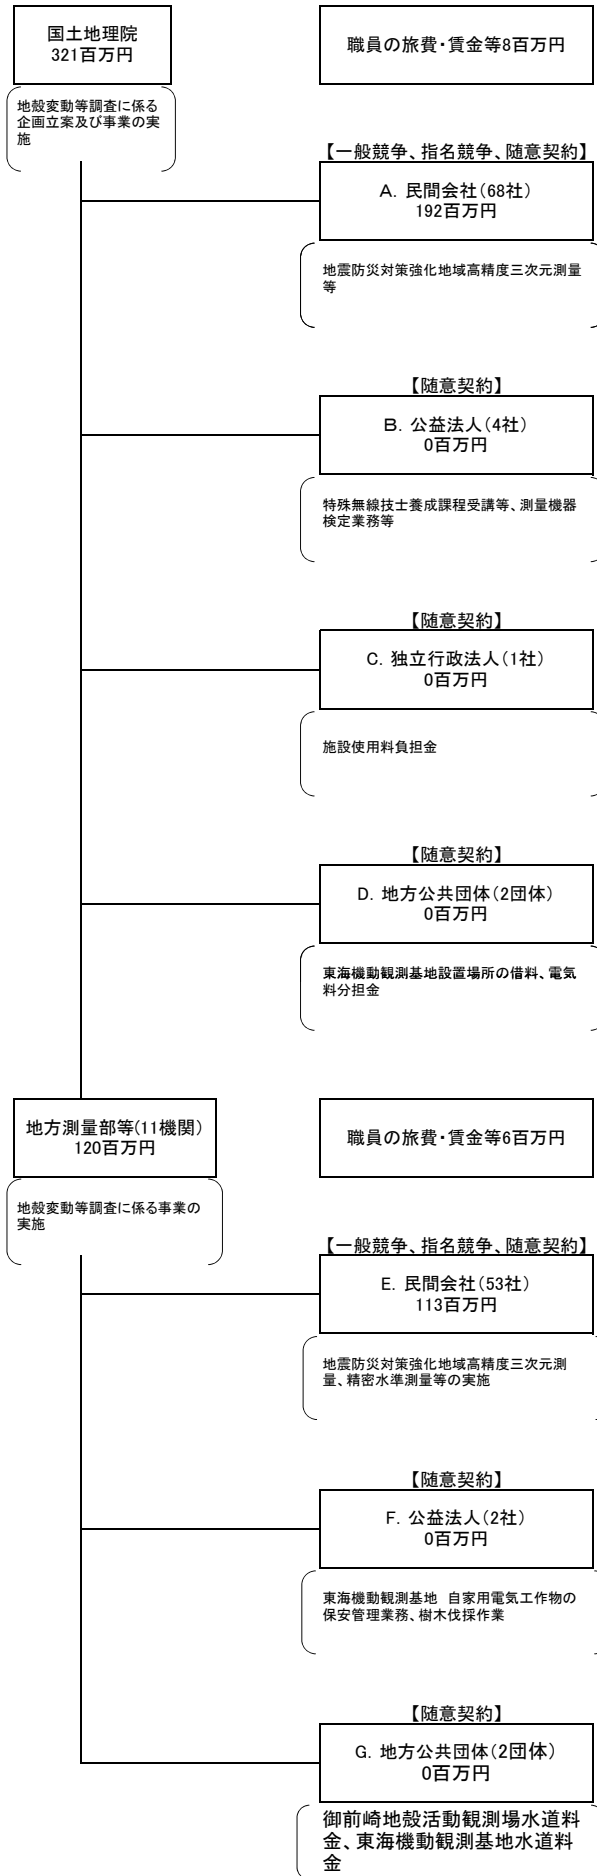 国土地理院
321百万円
職員の旅費・賃金等8百万円
地殻変動等調査に係る
企画立案及び事業の実
施
【一般競争、指名競争、随意契約】
A. 民間会社(68社)
192百万円
地震防災対策強化地域高精度三次元測量
等
【随意契約】
B. 公益法人(4社)
0百万円
特殊無線技士養成課程受講等、測量機器
検定業務等
【随意契約】
C. 独立行政法人(1社)
0百万円
施設使用料負担金
【随意契約】
D. 地方公共団体(2団体)
0百万円
東海機動観測基地設置場所の借料、電気
料分担金
地方測量部等(11機関)
120百万円
職員の旅費・賃金等6百万円
地殻変動等調査に係る事業の
実施
【一般競争、指名競争、随意契約】
E. 民間会社(53社)
113百万円
地震防災対策強化地域高精度三次元測
量、精密水準測量等の実施
【随意契約】
F. 公益法人(2社)
0百万円
東海機動観測基地　自家用電気工作物の
保安管理業務、樹木伐採作業
【随意契約】
G. 地方公共団体(2団体)
0百万円
御前崎地殻活動観測場水道料
金、東海機動観測基地水道料
金